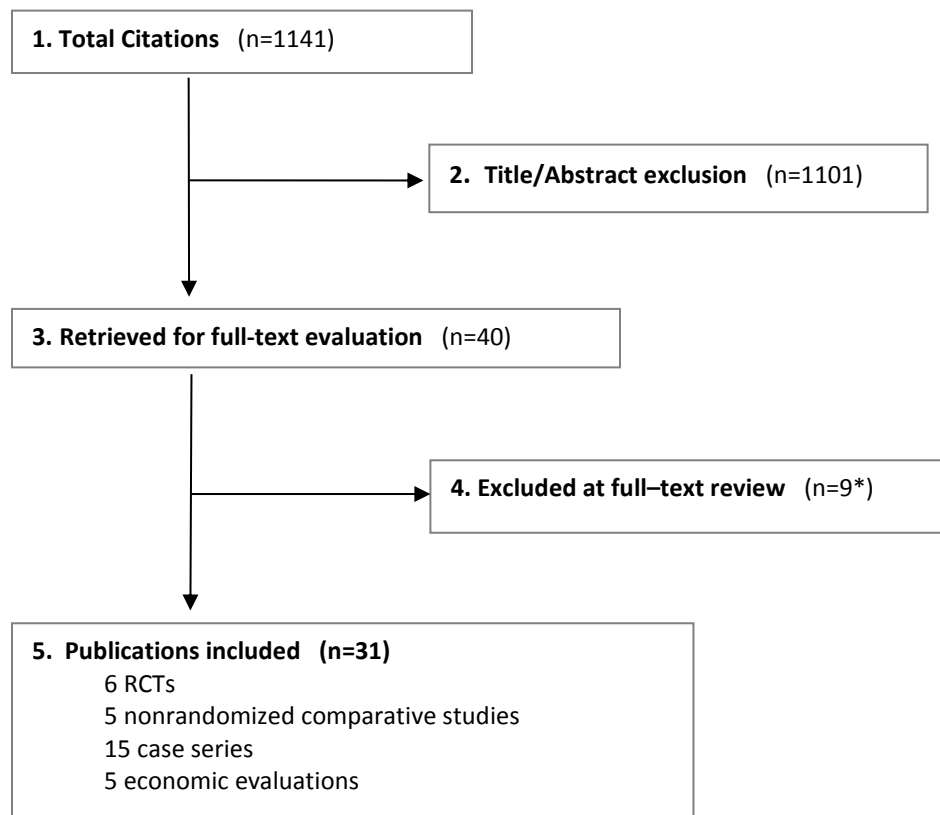 1. Total Citations (n=1141)
2. Title/Abstract exclusion (n=1101)
3. Retrieved for full-text evaluation (n=40)
4. Excluded at full–text review (n=9*)
5. Publications included (n=31)
6 RCTs
5 nonrandomized comparative studies
15 case series
5 economic evaluations